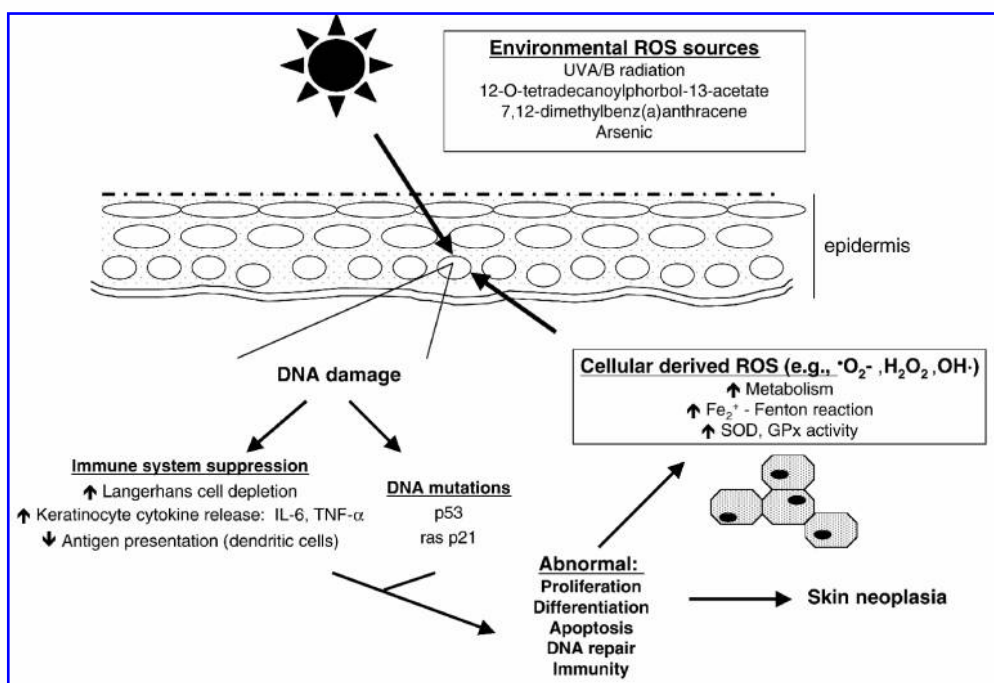 Environmental ROS sources
UVA/B radiation
12-O-tetradecanoylphorbol-13-acetate
7,12-dimethylbenz(a)anthracene
Arsenic
epidermis
DNA damage
Cellular derived ROS (e.g., •O₂- ,H₂O₂ ,OH·)
↑ Metabolism
↑ Fe₂⁺ - Fenton reaction
↑ SOD, GPx activity
Immune system suppression
↑ Langerhans cell depletion
↑ Keratinocyte cytokine release: IL-6, TNF-α
↓ Antigen presentation (dendritic cells)
DNA mutations
p53
ras p21
Abnormal:
Proliferation
Differentiation
Apoptosis
DNA repair
Immunity
Skin neoplasia